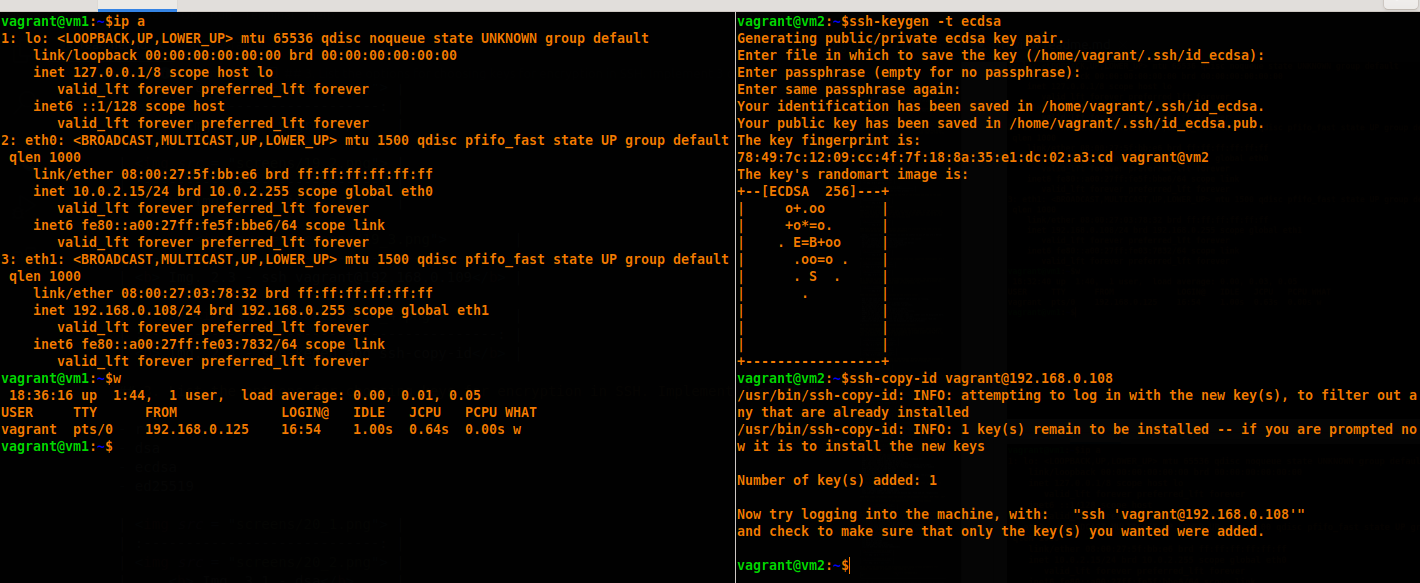 vagrant@vm1:~$ip a
1: lo: <LOOPBACK,UP,LOWER_UP> mtu 65536 qdisc noqueue state UNKNOWN group default
    link/loopback 00:00:00:00:00:00 brd 00:00:00:00:00:00
    inet 127.0.0.1/8 scope host lo
       valid_lft forever preferred_lft forever
    inet6 ::1/128 scope host
       valid_lft forever preferred_lft forever
2: eth0: <BROADCAST,MULTICAST,UP,LOWER_UP> mtu 1500 qdisc pfifo_fast state UP group default
 qlen 1000
    link/ether 08:00:27:5f:bb:e6 brd ff:ff:ff:ff:ff:ff
    inet 10.0.2.15/24 brd 10.0.2.255 scope global eth0
       valid_lft forever preferred_lft forever
    inet6 fe80::a00:27ff:fe5f:bbe6/64 scope link
       valid_lft forever preferred_lft forever
3: eth1: <BROADCAST,MULTICAST,UP,LOWER_UP> mtu 1500 qdisc pfifo_fast state UP group default
 qlen 1000
    link/ether 08:00:27:03:78:32 brd ff:ff:ff:ff:ff:ff
    inet 192.168.0.108/24 brd 192.168.0.255 scope global eth1
       valid_lft forever preferred_lft forever
    inet6 fe80::a00:27ff:fe03:7832/64 scope link
       valid_lft forever preferred_lft forever
vagrant@vm1:~$w
 18:36:16 up  1:44,  1 user,  load average: 0.00, 0.01, 0.05
USER     TTY      FROM             LOGIN@   IDLE   JCPU   PCPU WHAT
vagrant  pts/0    192.168.0.125    16:54    1.00s  0.64s  0.00s w
vagrant@vm1:~$
vagrant@vm2:~$ssh-keygen -t ecdsa
Generating public/private ecdsa key pair.
Enter file in which to save the key (/home/vagrant/.ssh/id_ecdsa):
Enter passphrase (empty for no passphrase):
Enter same passphrase again:
Your identification has been saved in /home/vagrant/.ssh/id_ecdsa.
Your public key has been saved in /home/vagrant/.ssh/id_ecdsa.pub.
The key fingerprint is:
78:49:7c:12:09:cc:4f:7f:18:8a:35:e1:dc:02:a3:cd vagrant@vm2
The key's randomart image is:
+--[ECDSA  256]---+
|     o+.oo       |
|     +o*=o.      |
|    . E=B+oo     |
|      .oo=o .    |
|      . S  .     |
|       .         |
|                 |
|                 |
|                 |
+-----------------+
vagrant@vm2:~$ssh-copy-id vagrant@192.168.0.108
/usr/bin/ssh-copy-id: INFO: attempting to log in with the new key(s), to filter out a
ny that are already installed
/usr/bin/ssh-copy-id: INFO: 1 key(s) remain to be installed -- if you are prompted no
w it is to install the new keys
Number of key(s) added: 1
Now try logging into the machine, with:   "ssh 'vagrant@192.168.0.108'"
and check to make sure that only the key(s) you wanted were added.
vagrant@vm2:~$